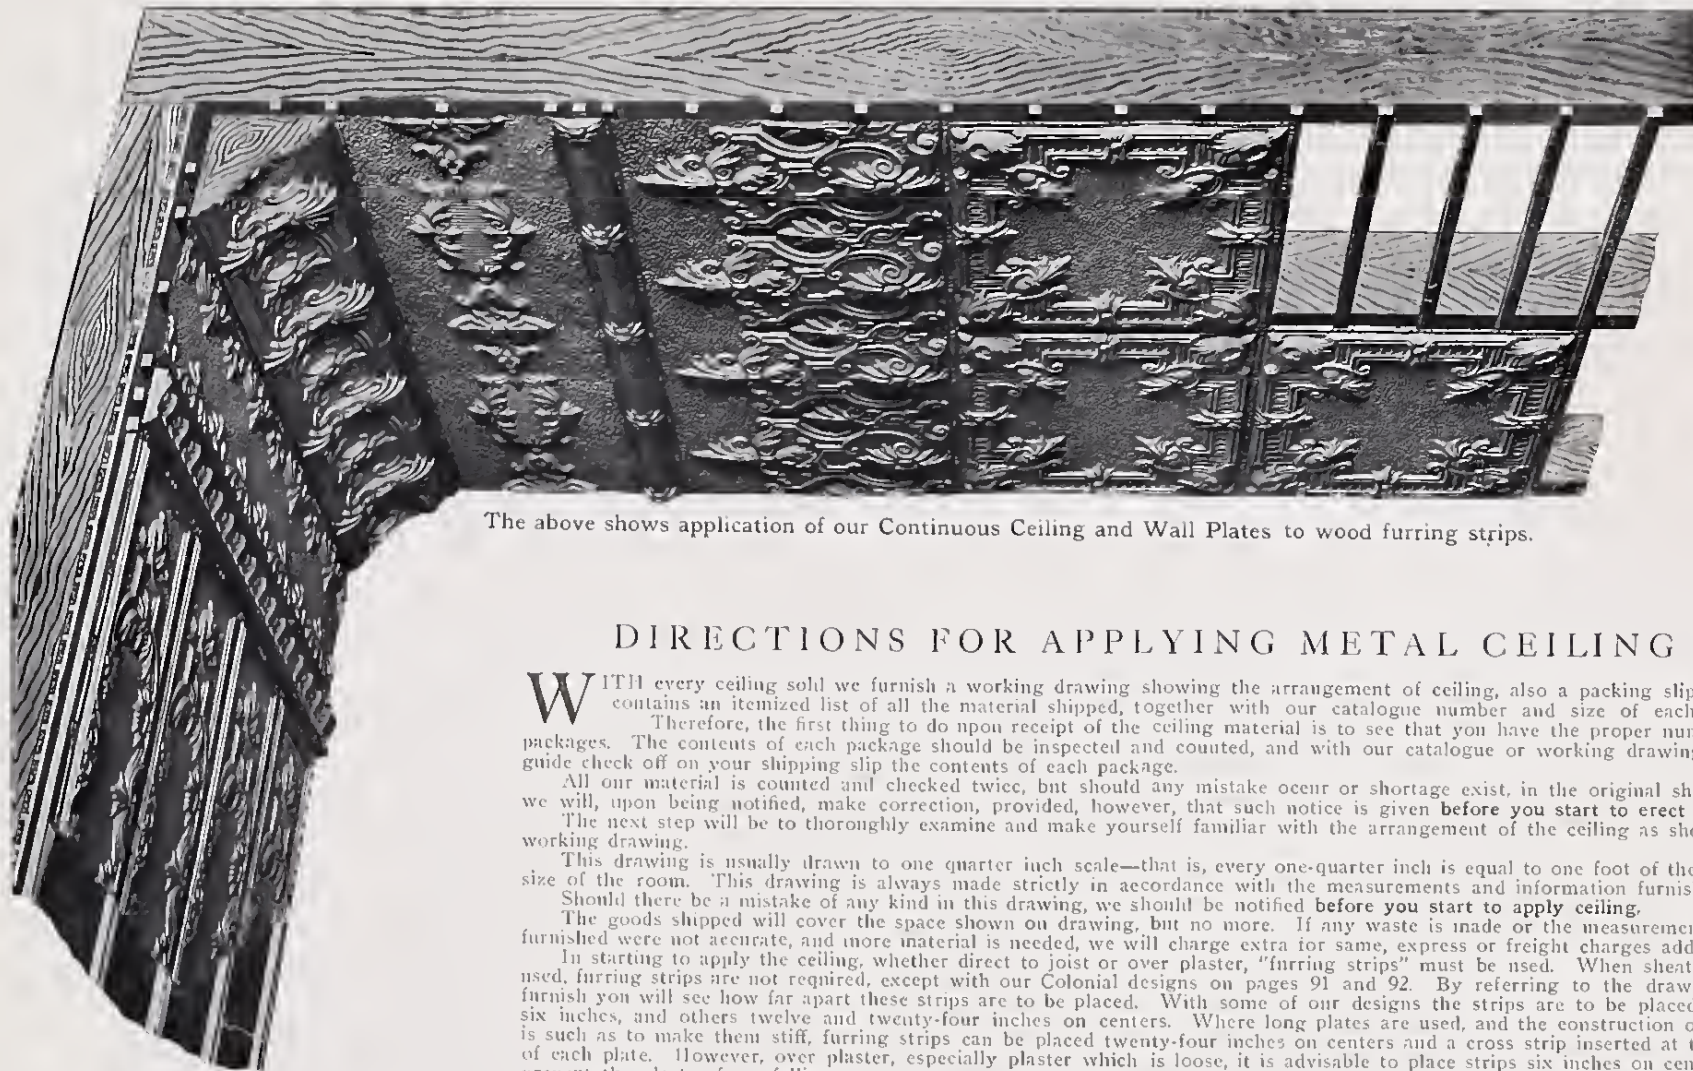 The above shows application of our Continuous Ceiling and Wall Plates to wood furring strips.
DIRECTIONS FOR APPLYING METAL CEILING
WITH every ceiling sold we furnish a working drawing showing the arrangement of ceiling, also a packing slip
contains an itemized list of all the material shipped, together with our catalogue number and size of each
Therefore, the first thing to do upon receipt of the ceiling material is to see that you have the proper num
packages. The contents of each package should be inspected and counted, and with our catalogue or working drawing
guide check off on your shipping slip the contents of each package.
All our material is counted and checked twice, but should any mistake occur or shortage exist, in the original sh
we will, upon being notified, make correction, provided, however, that such notice is given before you start to erect
The next step will be to thoroughly examine and make yourself familiar with the arrangement of the ceiling as sho
working drawing.
This drawing is usually drawn to one quarter inch scale—that is, every one-quarter inch is equal to one foot of the
size of the room. This drawing is always made strictly in accordance with the measurements and information furnis
Should there be a mistake of any kind in this drawing, we should be notified before you start to apply ceiling.
The goods shipped will cover the space shown on drawing, but no more. If any waste is made or the measuremen
furnished were not accurate, and more material is needed, we will charge extra for same, express or freight charges add
In starting to apply the ceiling, whether direct to joist or over plaster, "furring strips" must be used. When sheat
used, furring strips are not required, except with our Colonial designs on pages 91 and 92. By referring to the draw
furnish you will see how far apart these strips are to be placed. With some of our designs the strips are to be placed
six inches, and others twelve and twenty-four inches on centers. Where long plates are used, and the construction o
is such as to make them stiff, furring strips can be placed twenty-four inches on centers and a cross strip inserted at t
of each plate. However, over plaster, especially plaster which is loose, it is advisable to place strips six inches on cen